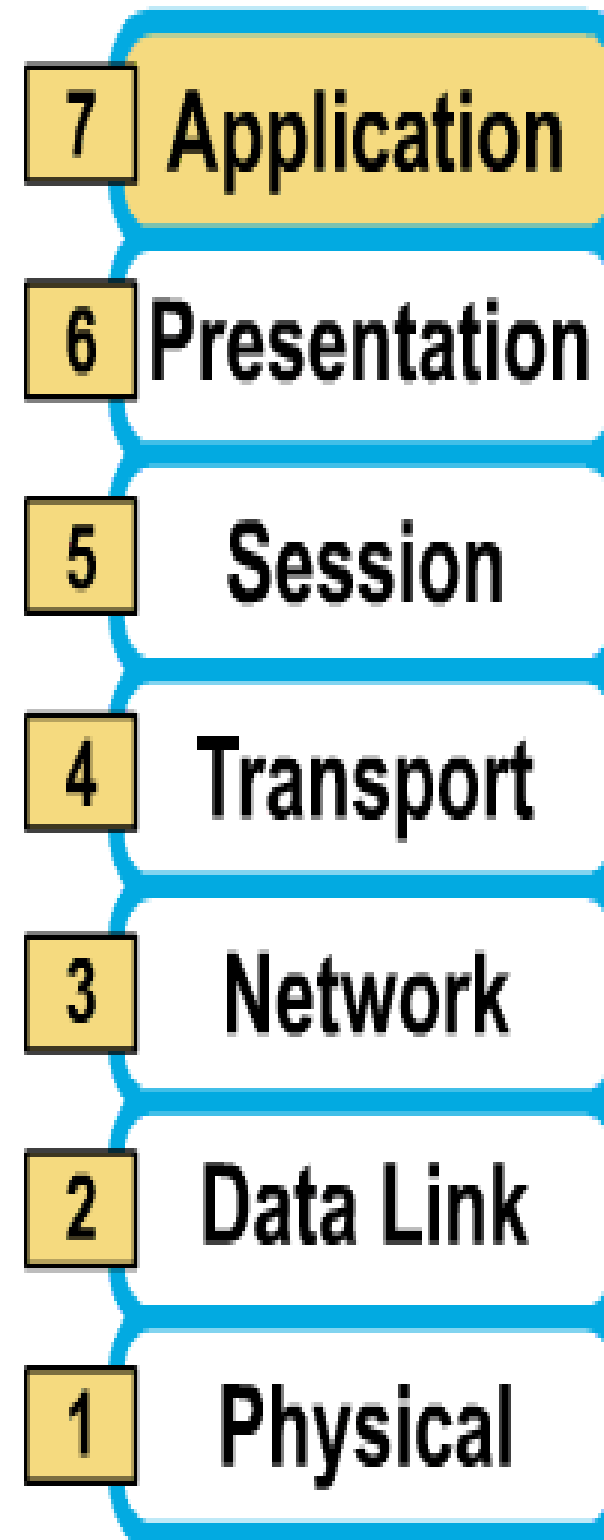 7 Application
6 Presentation
5 Session
4 Transport
3 Network
2 Data Link
1 Physical